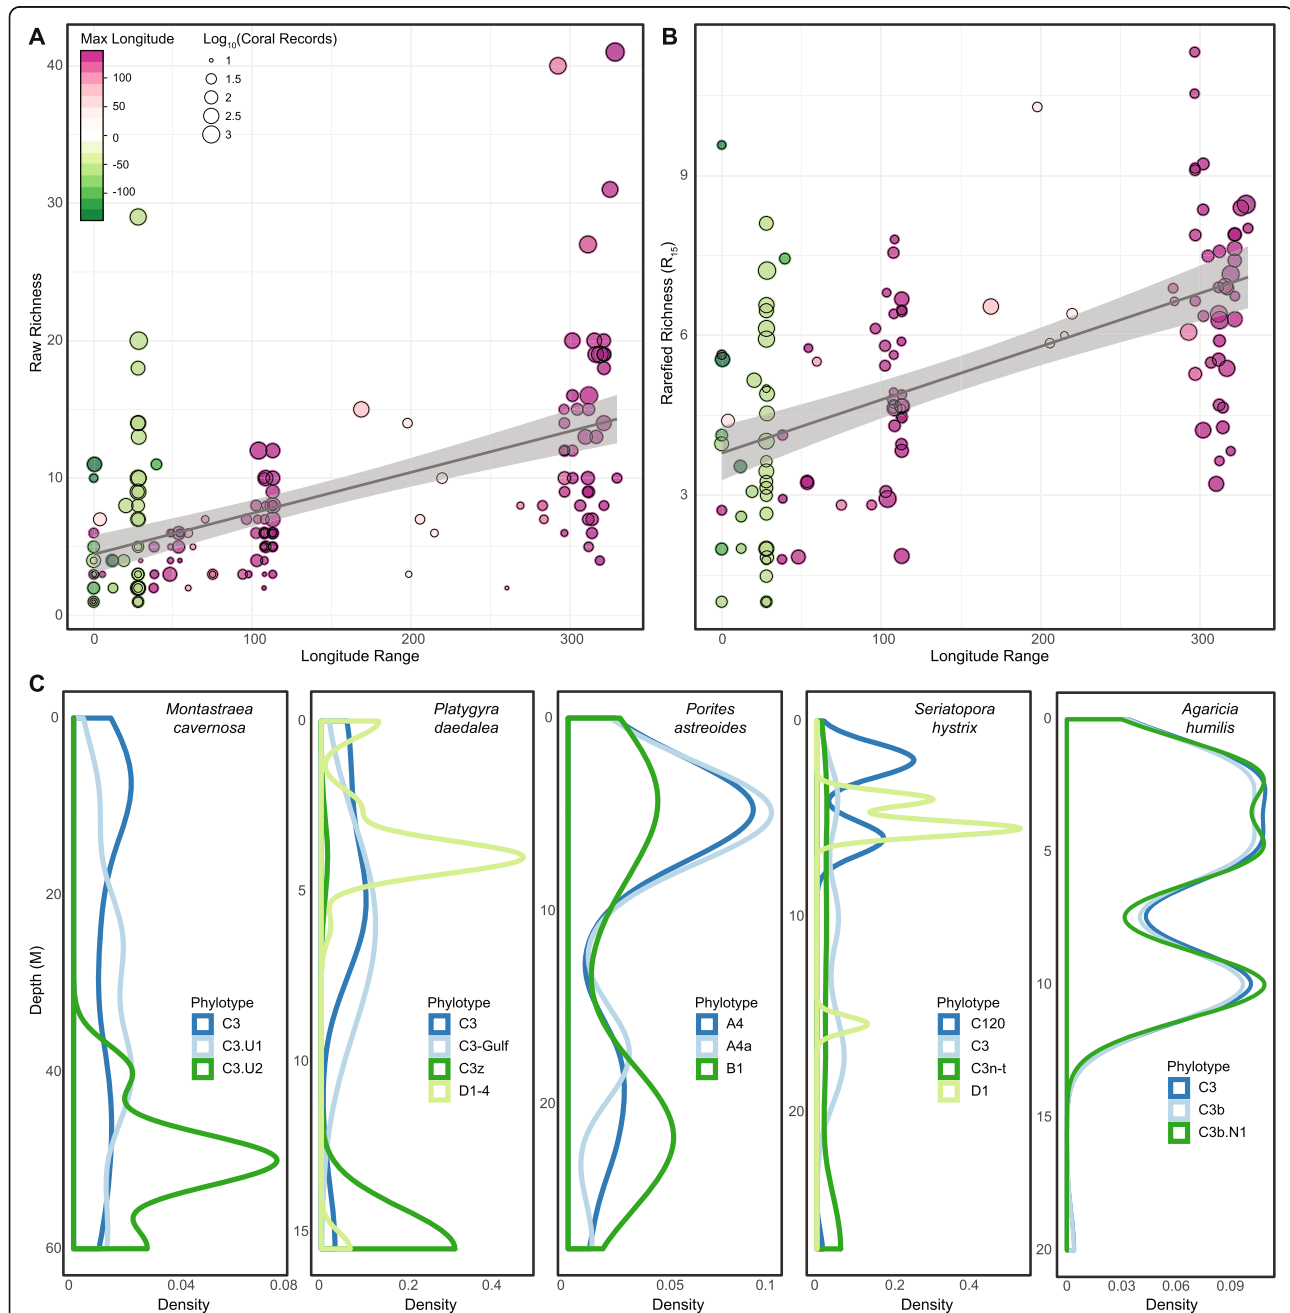 A
Max Longitude
100
50
0
-50
-100
Log10(Coral Records)
1
1.5
2
2.5
3
40
30
20
10
0
Raw Richness
0
100
200
300
Longitude Range
B
9
6
3
Rarefied Richness (R15)
0
100
200
300
Longitude Range
C
Montastraea
cavernosa
0
20
40
60
Depth (M)
Phylotype
C3
C3.U1
C3.U2
0
0.04
0.08
Density
Platygyra
daedalea
0
5
10
15
Phylotype
C3
C3-Gulf
C3z
D1-4
0
0.2
0.4
Density
Porites
astreoides
0
10
20
Phylotype
A4
A4a
B1
0
0.05
0.1
Density
Seriatopora
hystrix
0
10
20
Phylotype
C120
C3
C3n-t
D1
0
0.2
0.4
Density
Agaricia
humilis
0
5
10
15
20
Phylotype
C3
C3b
C3b.N1
0
0.03
0.09
Density